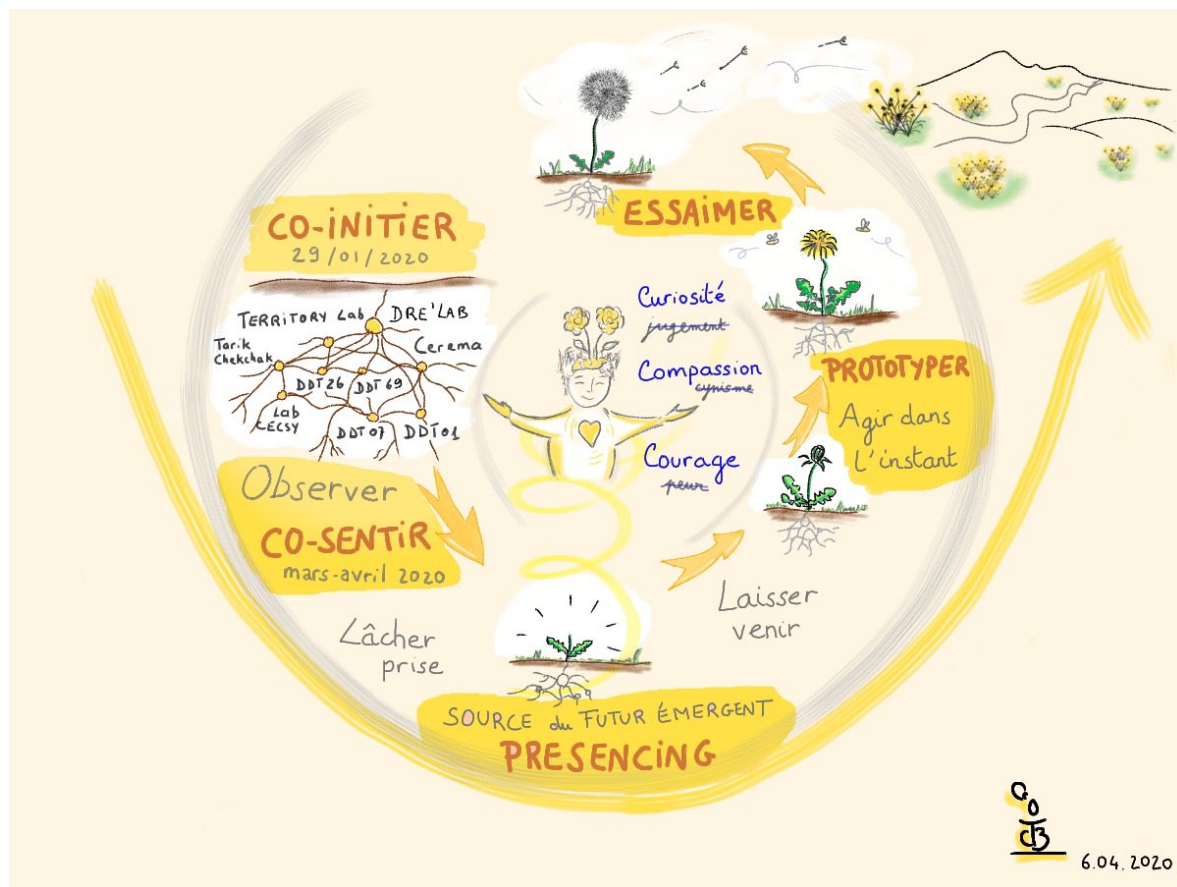 CO-INITIER
29/01/2020
TERRITORY Lab DRE'LAB
Tarik
Chekchak
Cerema
DDT26 DDT69
Lab
CECSY
DDT07 DDT01
Observer
CO-SENTIR
mars-avril 2020
Lâcher
prise
SOURCE du FUTUR ÉMERGENT
PRESENCING
Laisser
venir
PROTOTYPER
Agir dans
L'instant
ESSAIMER
Curiosité
jugement
Compassion
cynisme
Courage
peur
6.04.2020